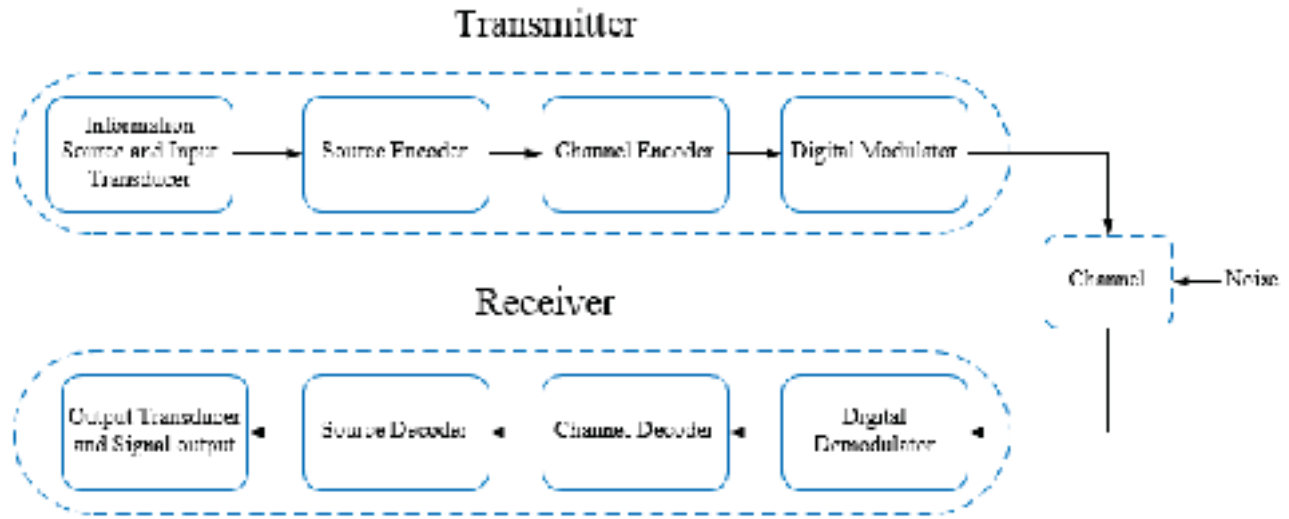 Transmitter
Information
Source and Input
Transducer
Source Encoder
Channel Encoder
Digital Modulator
Channel
Noise
Receiver
Output Transducer
and Signal output
Source Decoder
Channel Decoder
Digital
Demodulator